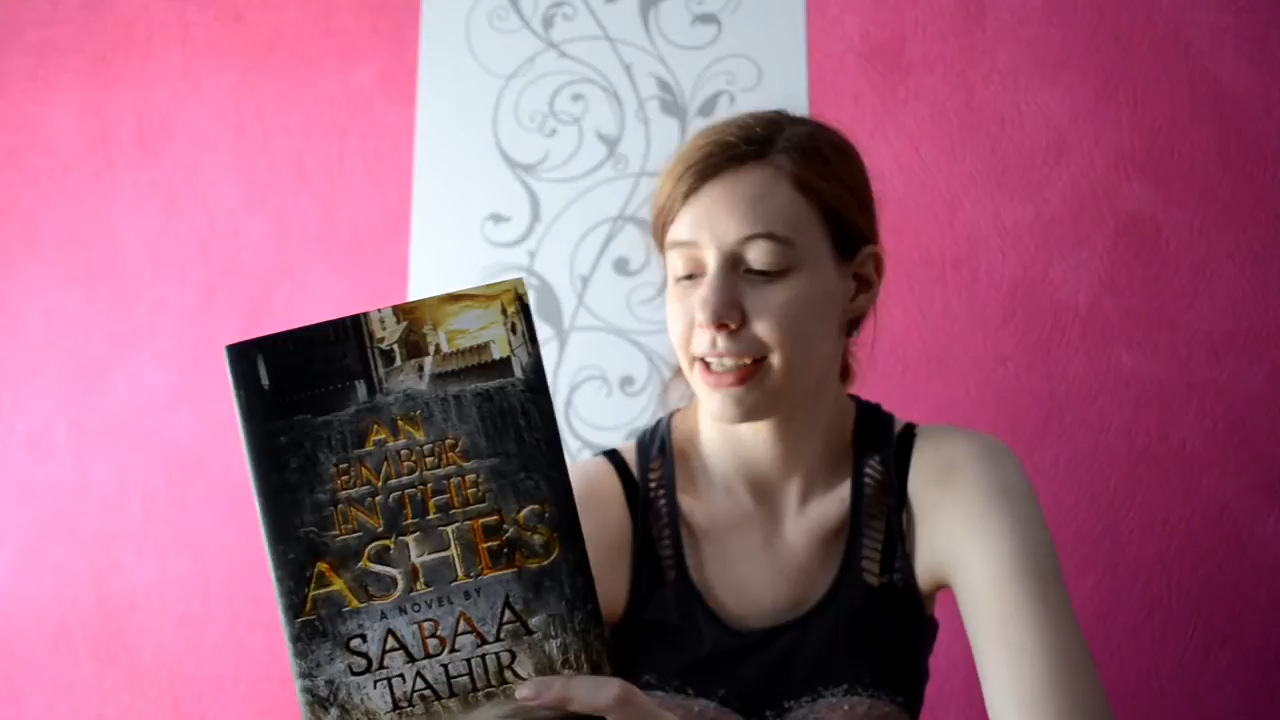 AN
EMBER
IN THE
ASHES
A NOVEL BY
SABAA
TAHIR